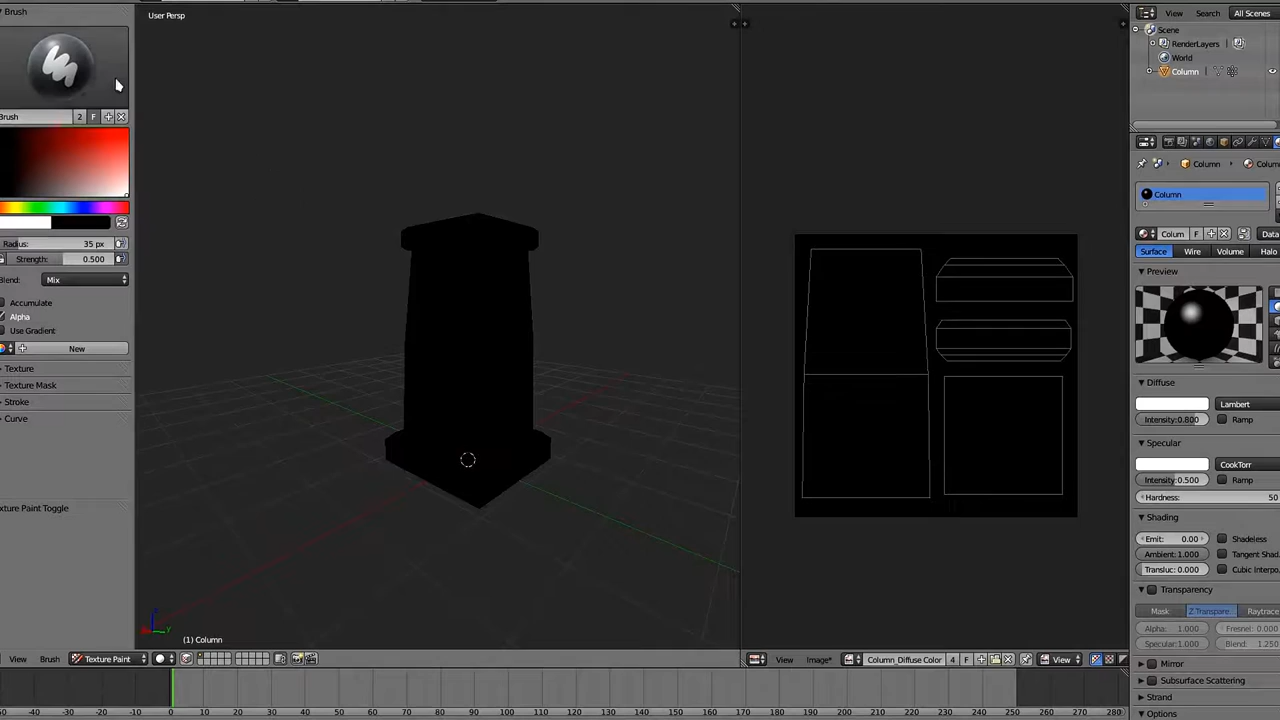 Brush
Brush
2
F
Radius:
35 px
Strength:
0.500
Blend:
Mix
Accumulate
Alpha
Use Gradient
New
Texture
Texture Mask
Stroke
Curve
exture Paint Toggle
User Persp
(1) Column
View
Brush
Texture Paint
View
Image*
Column_Diffuse Color
4
F
View
-40
-30
-20
-10
0
10
20
30
40
50
60
70
80
90
100
110
120
130
140
150
160
170
180
190
200
210
220
230
240
250
260
270
280
View
Search
All Scenes
Scene
RenderLayers
World
Column
Column
Column
Colum
F
Data
Surface
Wire
Volume
Halo
Preview
Diffuse
Lambert
Intensity:0.800
Ramp
Specular
CookTorr
Intensity:0.500
Ramp
Hardness:
50
Shading
Emit:
0.00
Shadeless
Ambient: 1.000
Tangent Shad.
Transluc: 0.000
Cubic Interpo.
Transparency
Mask
Z Transpare.
Raytrace
Alpha:
1.000
Fresnel: 0.000
Specular:1.000
Blend:
1.250
Mirror
Subsurface Scattering
Strand
Options